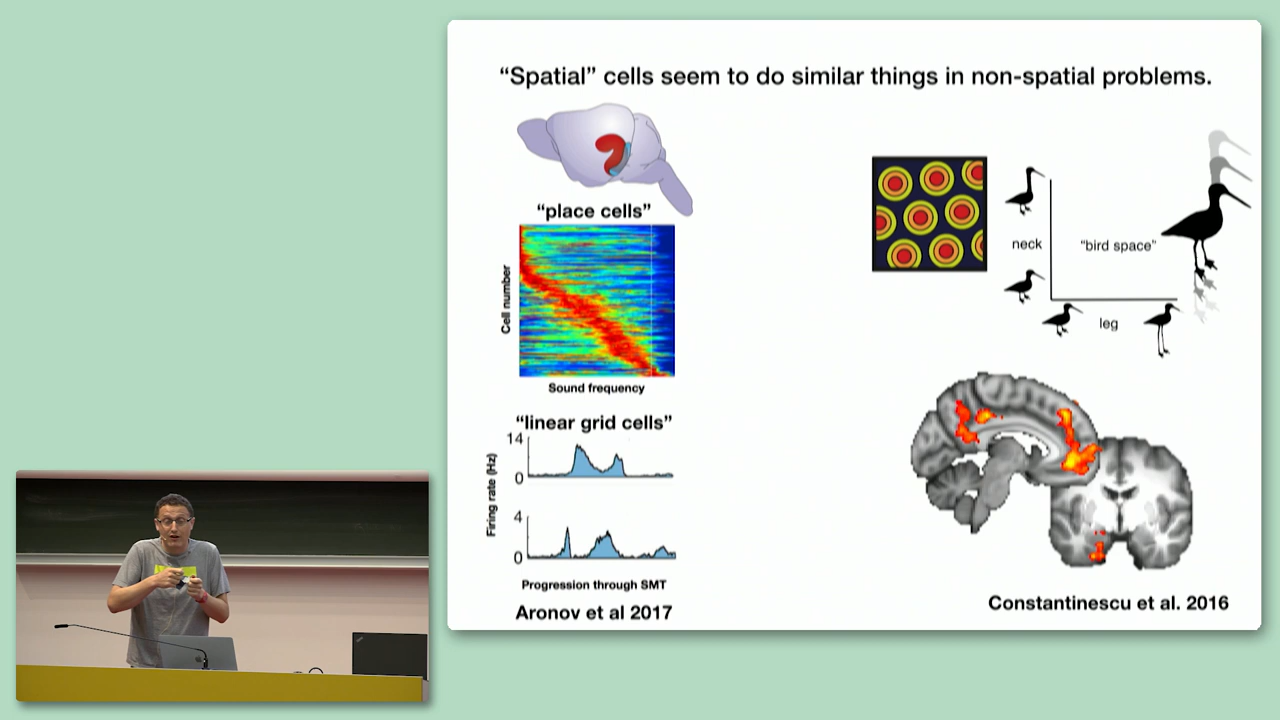 “Spatial” cells seem to do similar things in non-spatial problems.
“place cells”
Cell number
Sound frequency
“linear grid cells”
14
0
Firing rate (Hz)
4
0
Progression through SMT
Aronov et al 2017
neck
“bird space”
leg
Constantinescu et al. 2016